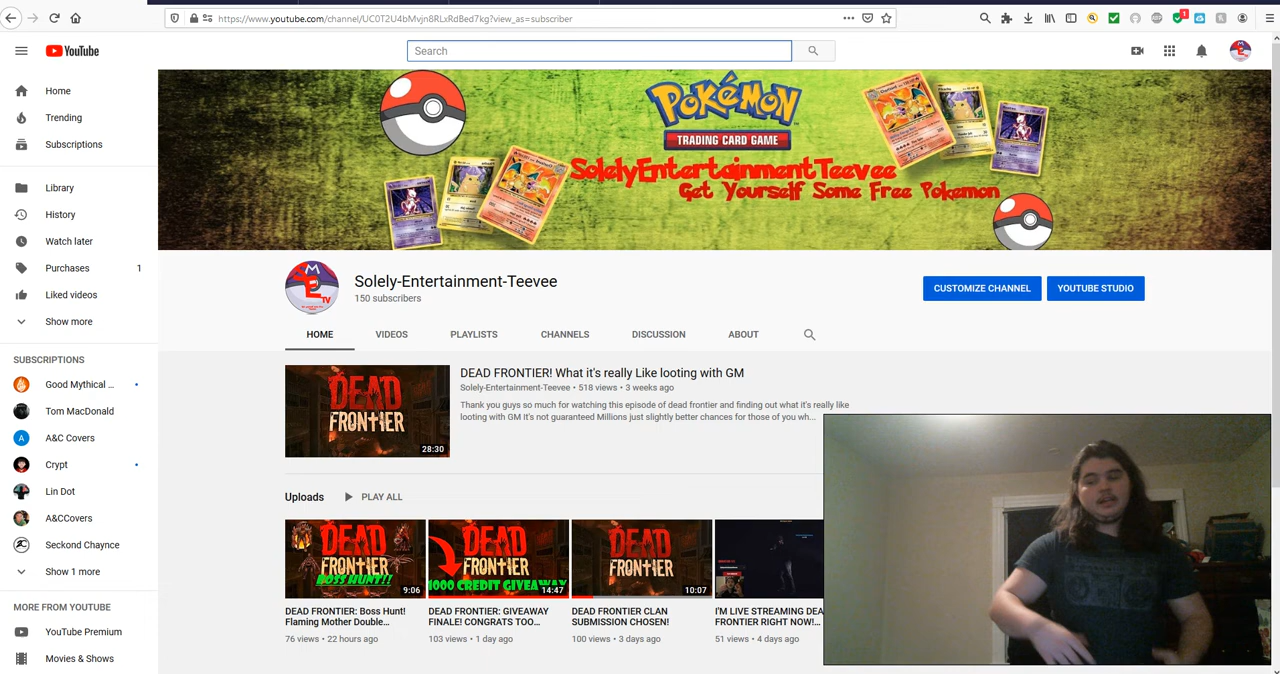 https://www.youtube.com/channel/UC0T2U4bMvjn8RLxRdBed7kg?view_as=subscriber
YouTube
Search
Home
Trending
Subscriptions
Library
History
Watch later
Purchases 1
Liked videos
Show more
SUBSCRIPTIONS
Good Mythical ...
Tom MacDonald
A&C Covers
Crypt
Lin Dot
A&CCovers
Seckond Chaynce
Show 1 more
MORE FROM YOUTUBE
YouTube Premium
Movies & Shows
POKéMON
TRADING CARD GAME
SolelyEntertainmentTeevee
Get Yourself Some Free Pokemon
Solely-Entertainment-Teevee
150 subscribers
CUSTOMIZE CHANNEL
YOUTUBE STUDIO
HOME VIDEOS PLAYLISTS CHANNELS DISCUSSION ABOUT
DEAD
FRONTIER
28:30
DEAD FRONTIER! What it's really Like looting with GM
Solely-Entertainment-Teevee • 518 views • 3 weeks ago
Thank you guys so much for watching this episode of dead frontier and finding out what it's really like
looting with GM It's not guaranteed Millions just slightly better chances for those of you wh...
Uploads PLAY ALL
DEAD
FRONTIER
BOSS HUNT!!
9:06
DEAD FRONTIER: Boss Hunt!
Flaming Mother Double...
76 views • 22 hours ago
DEAD
FRONTIER
1000 CREDIT GIVEAWAY
14:47
DEAD FRONTIER: GIVEAWAY
FINALE! CONGRATS TOO...
103 views • 1 day ago
DEAD
FRONTIER
10:07
DEAD FRONTIER CLAN
SUBMISSION CHOSEN!
100 views • 3 days ago
I'M LIVE STREAMING DEA
FRONTIER RIGHT NOW!...
51 views • 4 days ago